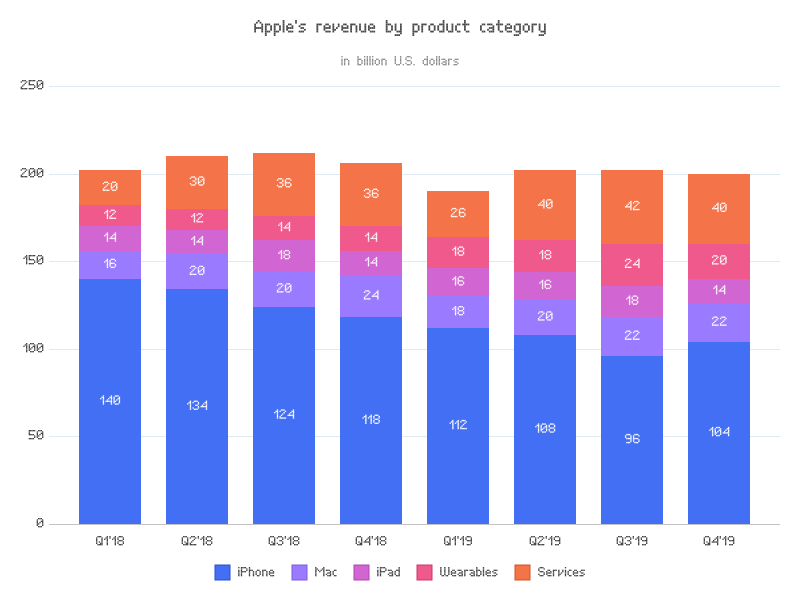 Apple's revenue by product category
in billion U.S. dollars
250
200
150
100
50
0
20 30 36 36 26 40 42 40
12 12 14 14 18 18 24 20
14 14 18 14 16 16 18 14
16 20 20 24 18 20 22 22
140 134 124 118 112 108 96 104
Q1'18 Q2'18 Q3'18 Q4'18 Q1'19 Q2'19 Q3'19 Q4'19
iPhone Mac iPad Wearables Services